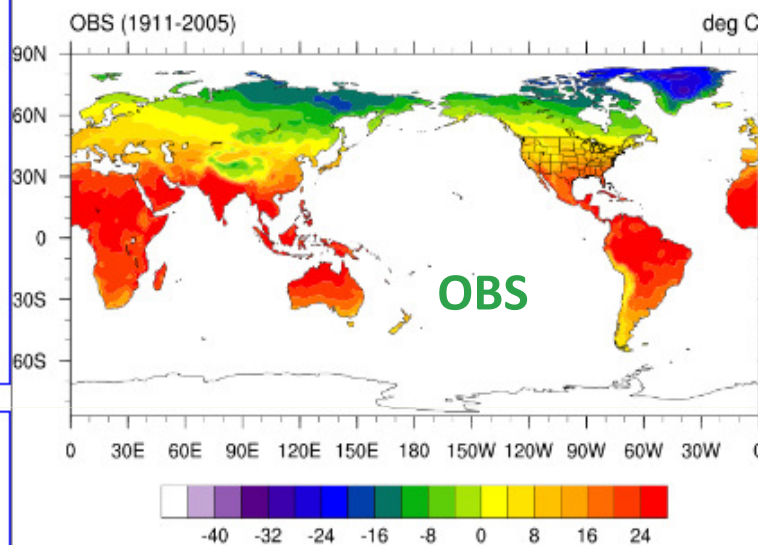 OBS (1911-2005) deg C
90N
60N
30N
0
30S
60S
OBS
0 30E 60E 90E 120E 150E 180 150W 120W 90W 60W 30W 0
-40 -32 -24 -16 -8 0 8 16 24